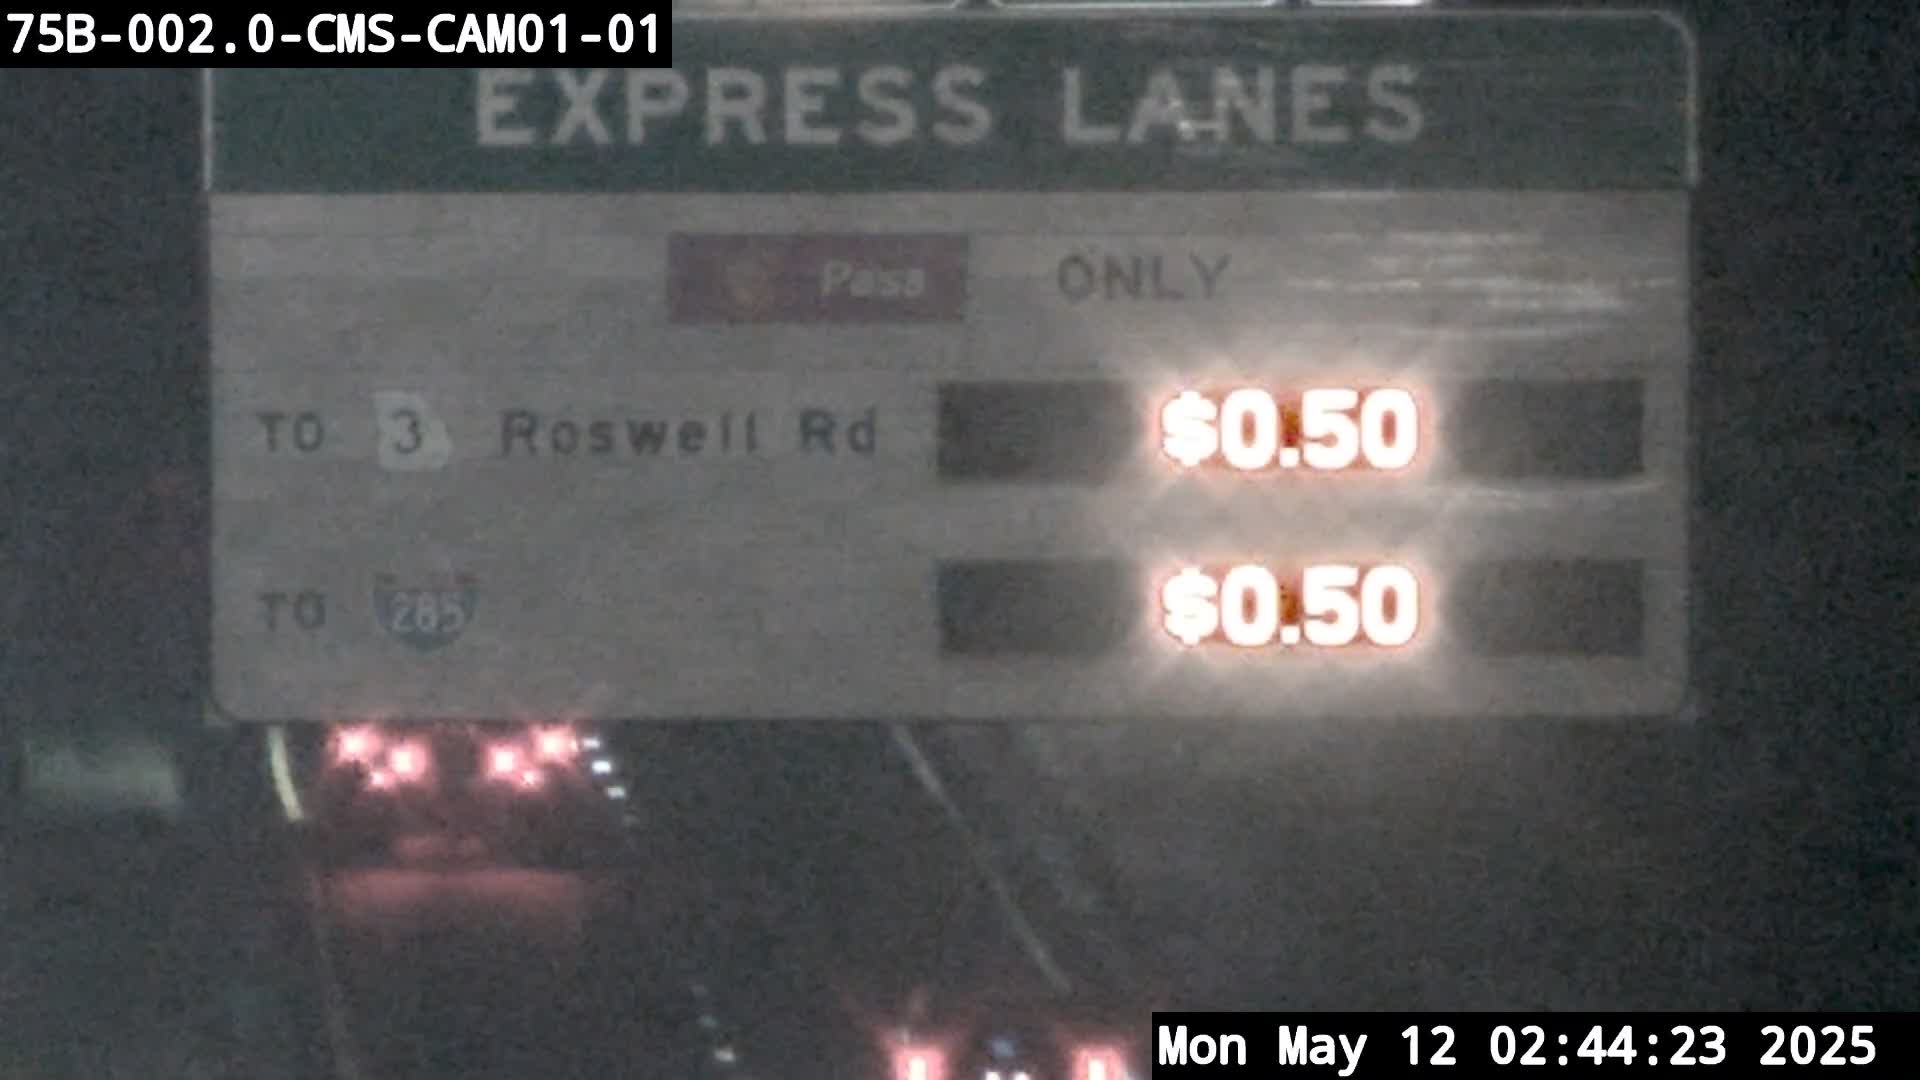 75B-002.0-CMS-CAM01-01
EXPRESS LANES
Pass ONLY
TO 3 Roswell Rd $0.50
TO 285 $0.50
Mon May 12 02:44:23 2025